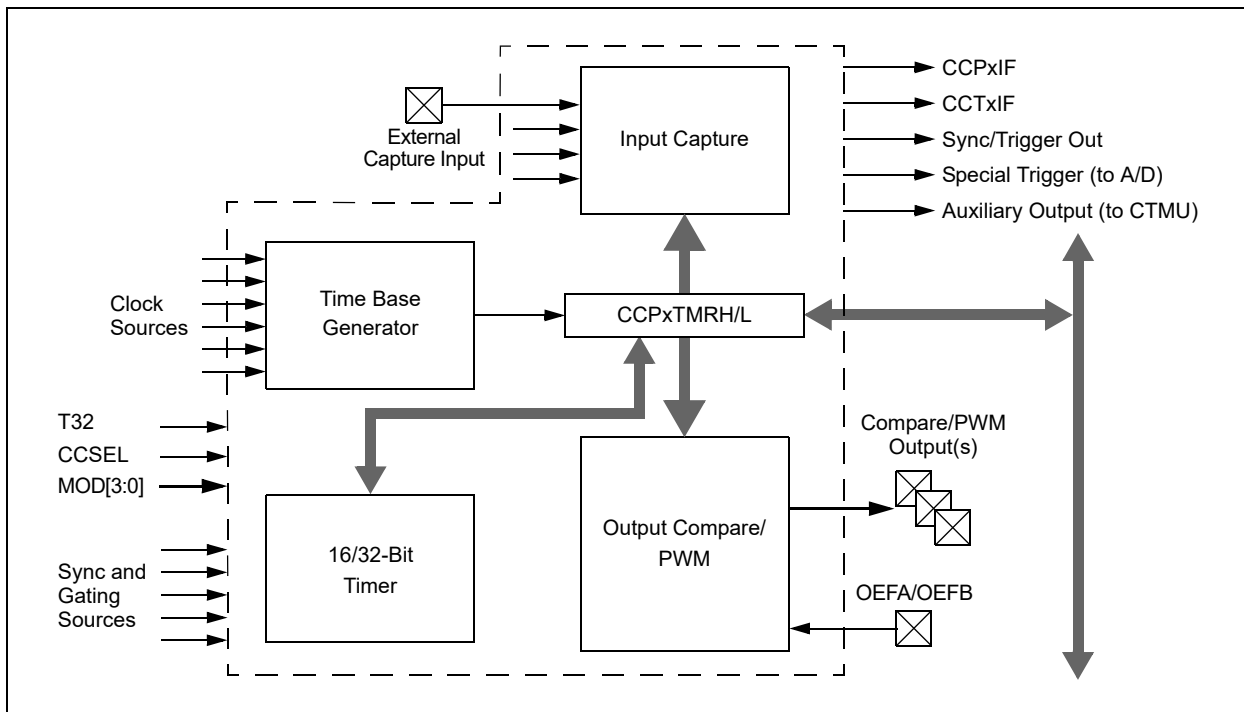 CCPxIF
CCTxIF
Sync/Trigger Out
Special Trigger (to A/D)
Auxiliary Output (to CTMU)
External
Capture Input
Input Capture
Clock
Sources
Time Base
Generator
CCPxTMRH/L
T32
CCSEL
MOD[3:0]
Sync and
Gating
Sources
16/32-Bit
Timer
Output Compare/
PWM
Compare/PWM
Output(s)
OEFA/OEFB